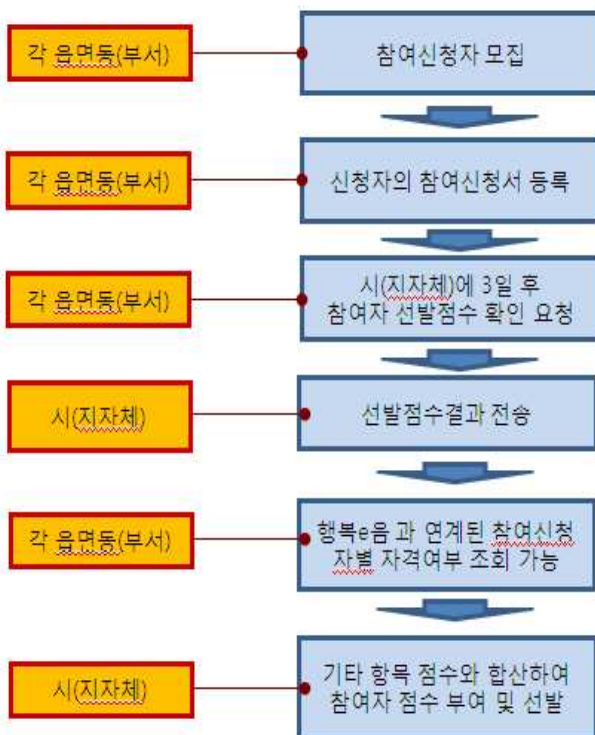 각 읍면동(부서)
참여신청자 모집
각 읍면동(부서)
신청자의 참여신청서 등록
각 읍면동(부서)
시(지자체)에 3일 후
참여자 선발점수 확인 요청
시(지자체)
선발점수결과 전송
각 읍면동(부서)
행복e음 과 연계된 참여신청
자별 자격여부 조회 가능
시(지자체)
기타 항목 점수와 합산하여
참여자 점수 부여 및 선발